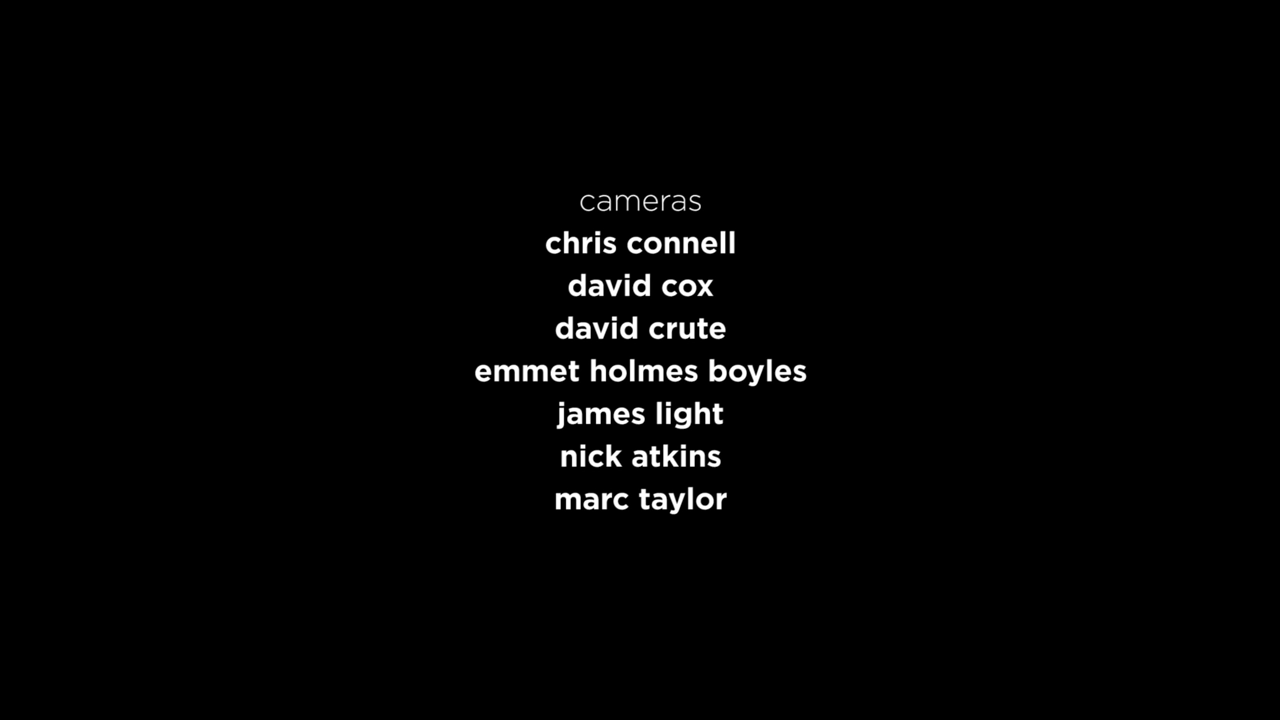 cameras
chris connell
david cox
david crute
emmet holmes boyles
james light
nick atkins
marc taylor